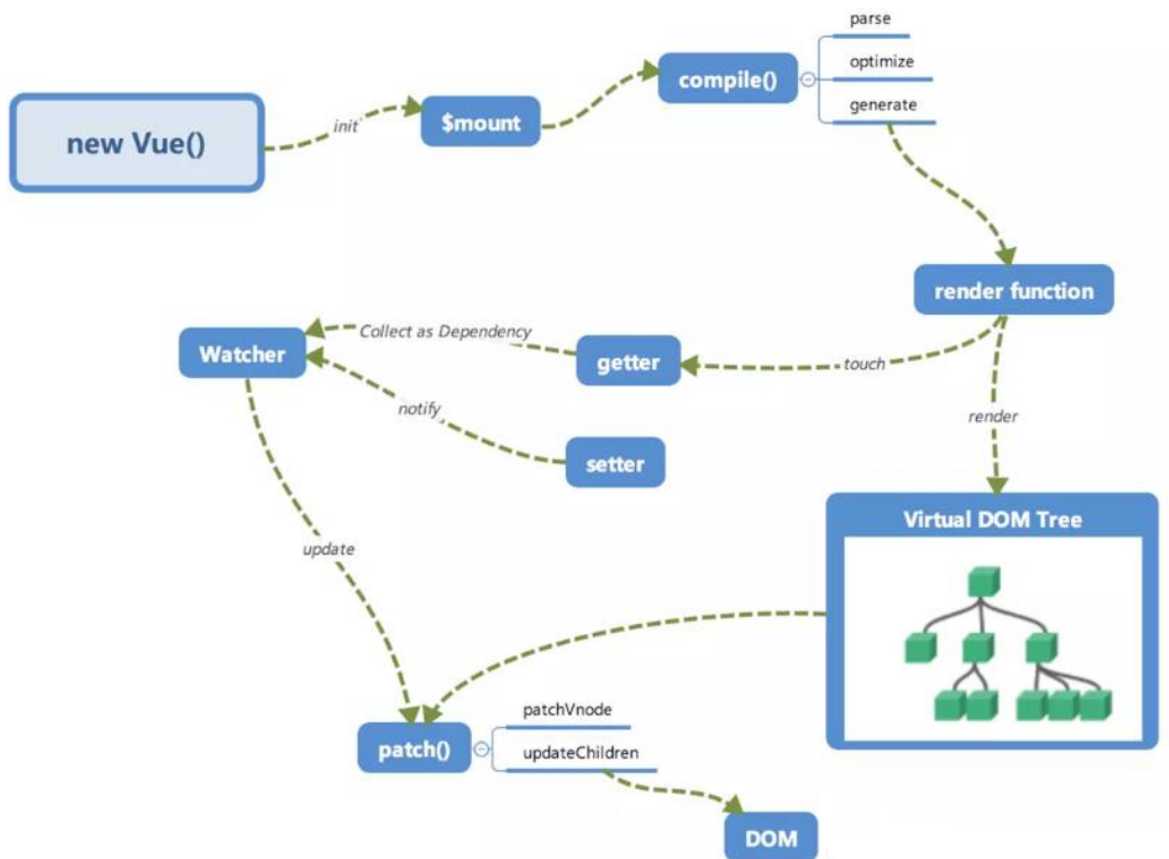 parse
compile()
optimize
generate
new Vue()
init
$mount
render function
Collect as Dependency
Watcher
getter
touch
notify
render
setter
Virtual DOM Tree
update
patchVnode
patch()
updateChildren
DOM